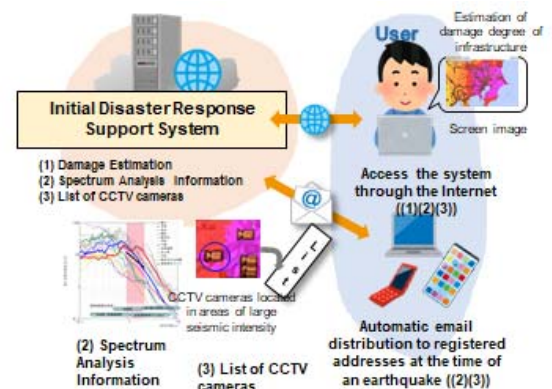 Estimation of
damage degree of
infrastructure
User
Screen image
Initial Disaster Response
Support System
(1) Damage Estimation
(2) Spectrum Analysis Information
(3) List of CCTV cameras
Access the system
through the Internet
((1)(2)(3))
@
List
CCTV cameras located
in areas of large
seismic intensity
(2) Spectrum
Analysis
Information
(3) List of CCTV
cameras
Automatic email
distribution to registered
addresses at the time of
an earthquake ((2)(3))